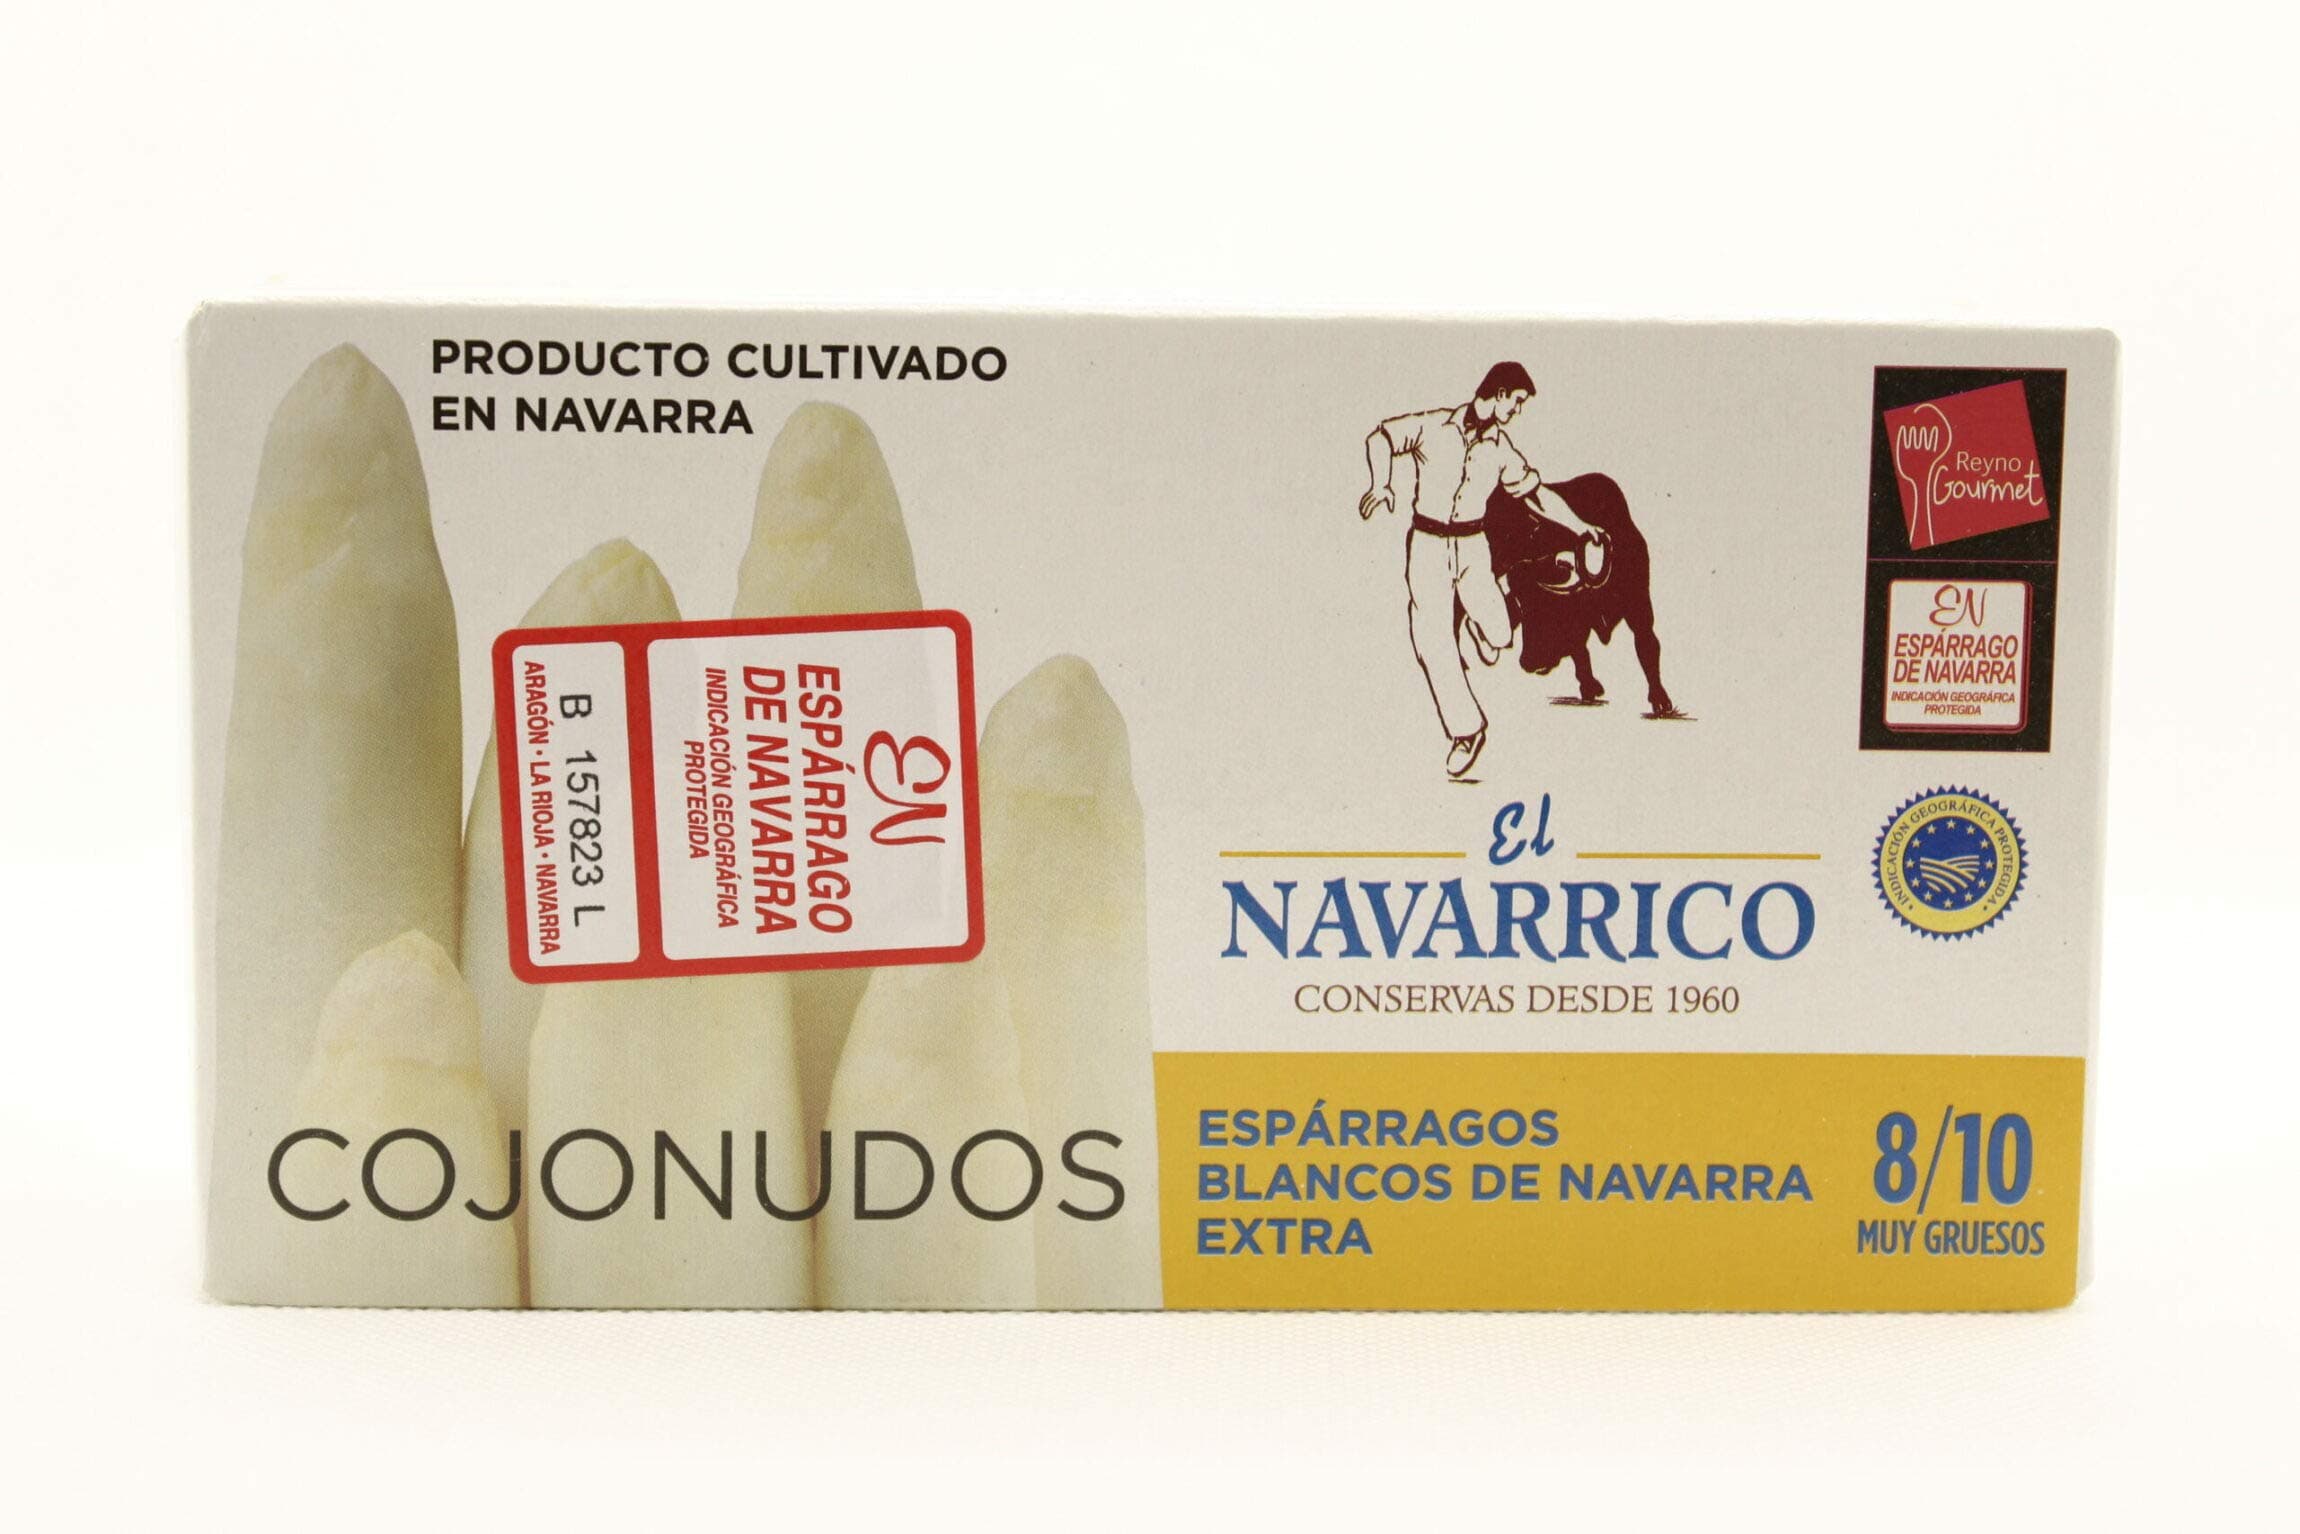 PRODUCTO CULTIVADO
EN NAVARRA
EN
ESPÁRRAGO
DE NAVARRA
INDICACIÓN GEOGRÁFICA
PROTEGIDA
B 157823 L
ARAGÓN · LA RIOJA · NAVARRA
COJONUDOS
El
NAVARRICO
CONSERVAS DESDE 1960
Reyno
Gourmet
EN
ESPÁRRAGO
DE NAVARRA
INDICACIÓN GEOGRÁFICA
PROTEGIDA
INDICACIÓN GEOGRÁFICA PROTEGIDA
ESPÁRRAGOS
BLANCOS DE NAVARRA
EXTRA
8/10
MUY GRUESOS